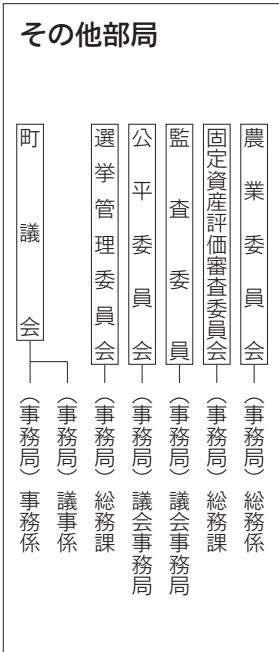 その他部局
農業委員会
固定資産評価審査委員会
監査委員
公平委員会
選挙管理委員会
町議会
（事務局）総務係
（事務局）総務課
（事務局）議会事務局
（事務局）議会事務局
（事務局）総務課
（事務局）議事係
（事務局）事務係